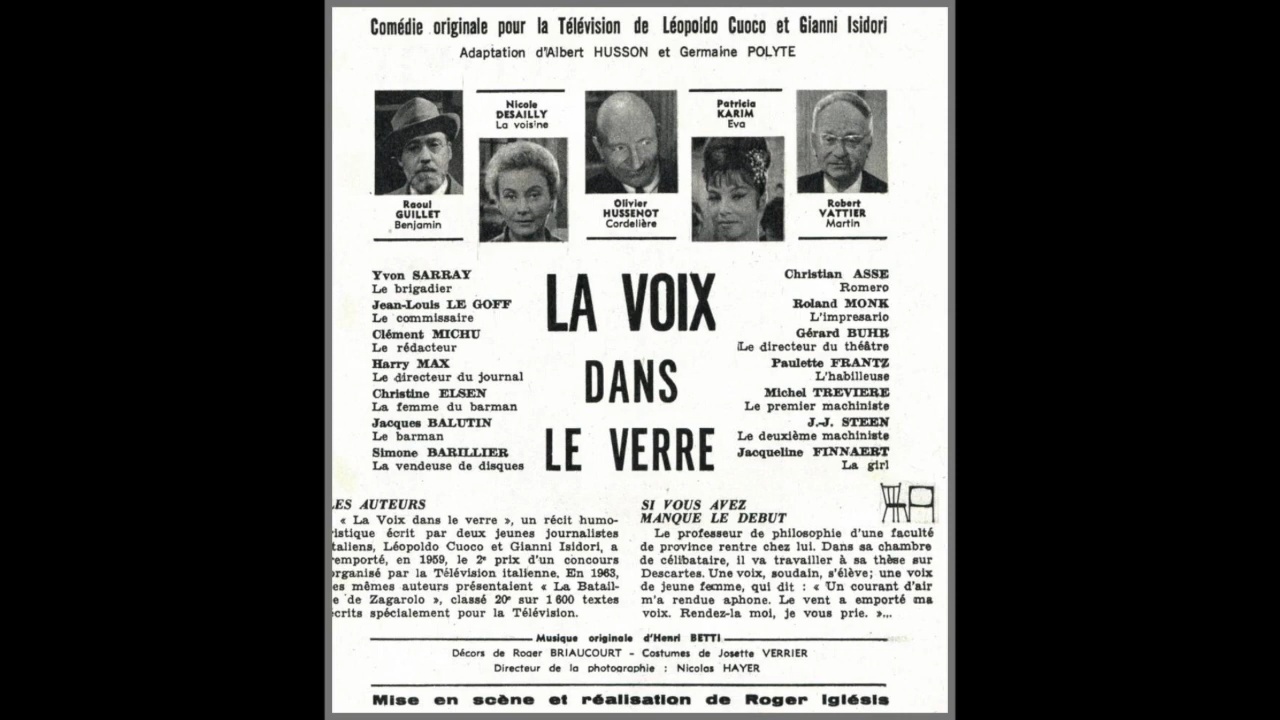 Comédie originale pour la Télévision de Léopoldo Cuoco et Gianni Isidori
Adaptation d'Albert HUSSON et Germaine POLYTE
Raoul
GUILLET
Benjamin
Nicole
DESAILLY
La voisine
Olivier
HUSSENOT
Cordelière
Patricia
KARIM
Eva
Robert
VATTIER
Martin
Yvon SARRAY
Le brigadier
Jean-Louis LE GOFF
Le commissaire
Clément MICHU
Le rédacteur
Harry MAX
Le directeur du journal
Christine ELSEN
La femme du barman
Jacques BALUTIN
Le barman
Simone BARILLIER
La vendeuse de disques
LA VOIX
DANS
LE VERRE
Christian ASSE
Romero
Roland MONK
L'impresario
Gérard BUHR
Le directeur du théâtre
Paulette FRANTZ
L'habilleuse
Michel TREVIERE
Le premier machiniste
J.-J. STEEN
Le deuxième machiniste
Jacqueline FINNAERT
La girl
LES AUTEURS
« La Voix dans le verre », un récit humo-
ristique écrit par deux jeunes journalistes
italiens, Léopoldo Cuoco et Gianni Isidori, a
remporté, en 1959, le 2e prix d'un concours
organisé par la Télévision italienne. En 1963,
es mêmes auteurs présentaient « La Batail-
e de Zagarolo », classé 20e sur 1 600 textes
écrits spécialement pour la Télévision.
SI VOUS AVEZ
MANQUE LE DEBUT
Le professeur de philosophie d'une faculté
de province rentre chez lui. Dans sa chambre
de célibataire, il va travailler à sa thèse sur
Descartes. Une voix, soudain, s'élève; une voix
de jeune femme, qui dit : « Un courant d'air
m'a rendue aphone. Le vent a emporté ma
voix. Rendez-la moi, je vous prie. »...
Musique originale d'Henri BETTI
Décors de Roger BRIAUCOURT - Costumes de Josette VERRIER
Directeur de la photographie : Nicolas HAYER
Mise en scène et réalisation de Roger Iglésis